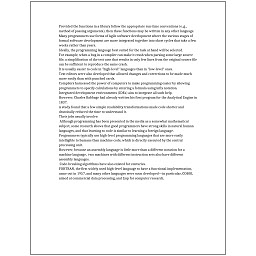 Provided the functions in a library follow the appropriate run-time conventions (e.g.,
method of passing arguments), then these functions may be written in any other language.
Many programmers use forms of agile software development where the various stages of
formal software development are more integrated together into short cycles that take a few
weeks rather than years.
Ideally, the programming language best suited for the task at hand will be selected.
For example, when a bug in a compiler can make it crash when parsing some large source
file, a simplification of the test case that results in only few lines from the original source file
can be sufficient to reproduce the same crash.
It is usually easier to code in "high-level" languages than in "low-level" ones.
Text editors were also developed that allowed changes and corrections to be made much
more easily than with punched cards.
Compilers harnessed the power of computers to make programming easier by allowing
programmers to specify calculations by entering a formula using infix notation.
Integrated development environments (IDEs) aim to integrate all such help.
However, Charles Babbage had already written his first program for the Analytical Engine in
1837.
A study found that a few simple readability transformations made code shorter and
drastically reduced the time to understand it.
Their jobs usually involve:
Although programming has been presented in the media as a somewhat mathematical
subject, some research shows that good programmers have strong skills in natural human
languages, and that learning to code is similar to learning a foreign language.
Programmers typically use high-level programming languages that are more easily
intelligible to humans than machine code, which is directly executed by the central
processing unit.
However, because an assembly language is little more than a different notation for a
machine language, two machines with different instruction sets also have different
assembly languages.
Code-breaking algorithms have also existed for centuries.
FORTRAN, the first widely used high-level language to have a functional implementation,
came out in 1957, and many other languages were soon developed—in particular, COBOL
aimed at commercial data processing, and Lisp for computer research.